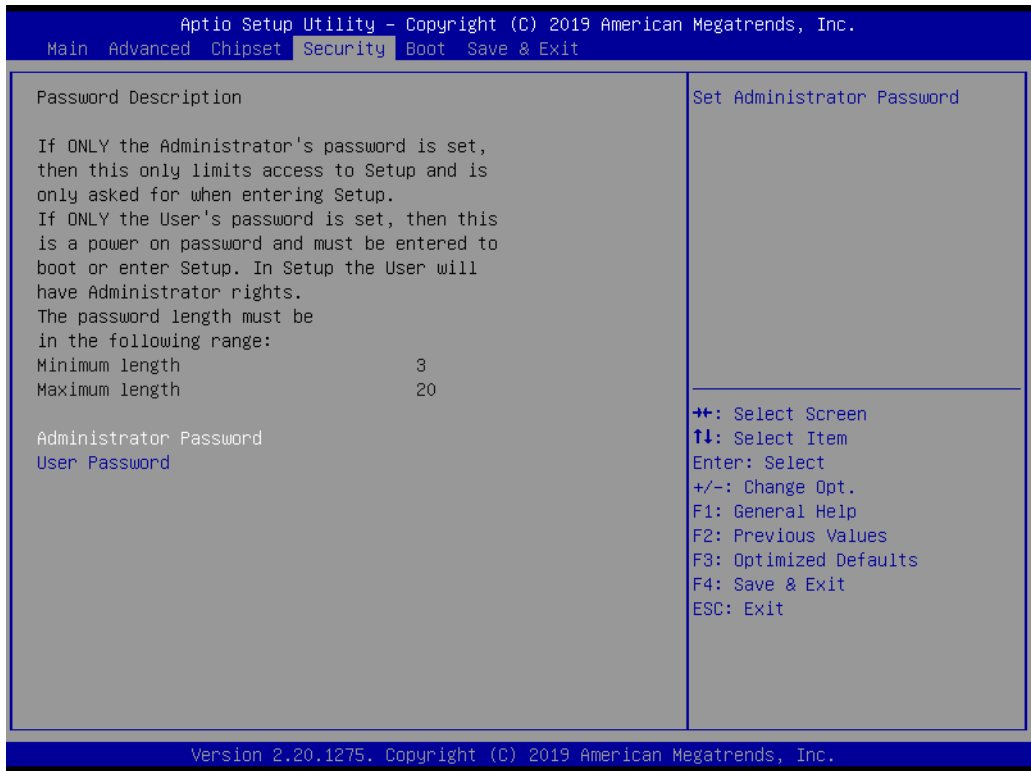 Aptio Setup Utility – Copyright (C) 2019 American Megatrends, Inc.
Main Advanced Chipset Security Boot Save & Exit
Password Description
If ONLY the Administrator's password is set,
then this only limits access to Setup and is
only asked for when entering Setup.
If ONLY the User's password is set, then this
is a power on password and must be entered to
boot or enter Setup. In Setup the User will
have Administrator rights.
The password length must be
in the following range:
Minimum length 3
Maximum length 20
Administrator Password
User Password
Set Administrator Password
→←: Select Screen
↑↓: Select Item
Enter: Select
+/-: Change Opt.
F1: General Help
F2: Previous Values
F3: Optimized Defaults
F4: Save & Exit
ESC: Exit
Version 2.20.1275. Copyright (C) 2019 American Megatrends, Inc.